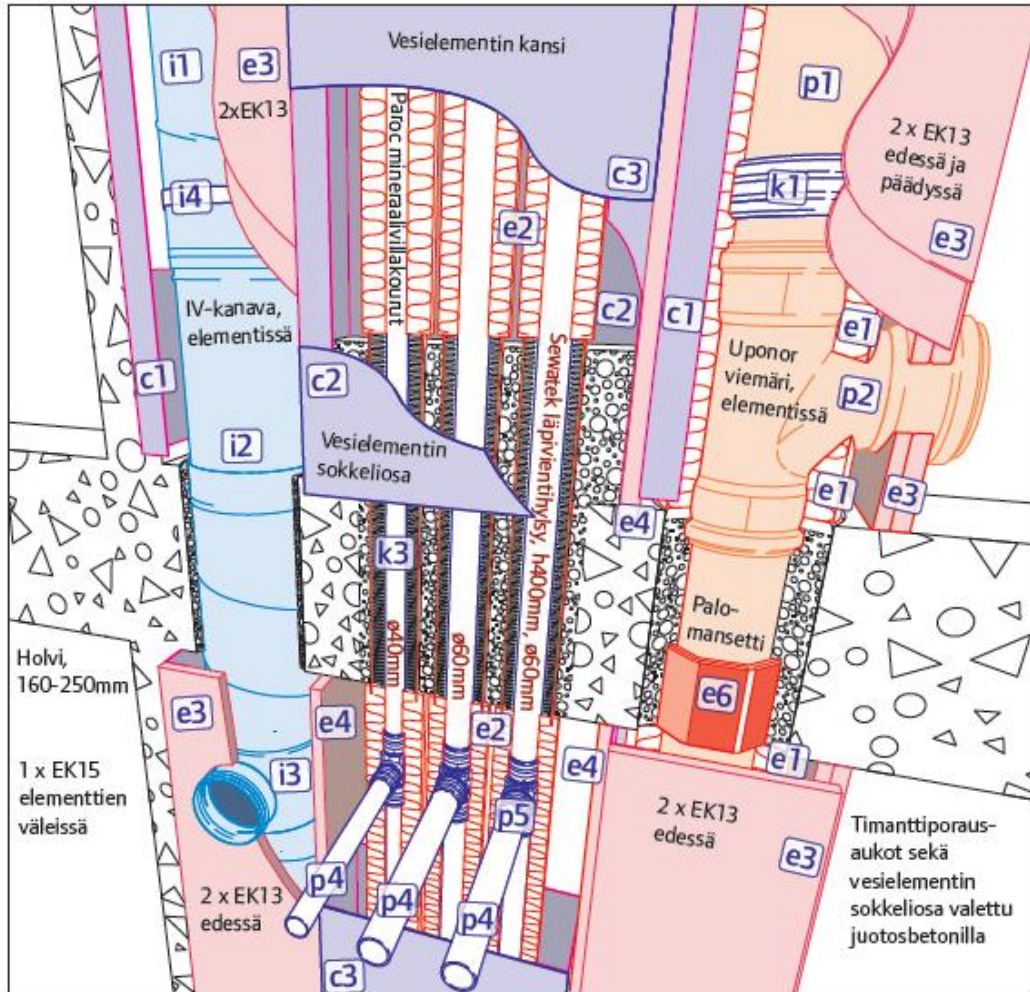 Vesielementin kansi
i1
e3
2xEK13
p1
2 x EK13
edessä ja
päädyssä
e3
c3
k1
i4
Paroc mineraalivillakourut
e2
IV-kanava,
elementissä
c1
c2
c2
c1
e1
Uponor
viemäri,
elementissä
p2
Sewatek läpivientihylsy, h400mm, ø60mm
i2
Vesielementin
sokkeliosa
e1
e3
e4
k3
Palo-
mansetti
ø40mm
ø60mm
Holvi,
160-250mm
e3
e4
e2
e6
e1
i3
e4
1 x EK15
elementtien
väleissä
p5
2 x EK13
edessä
e3
Timanttiporaus-
aukot sekä
vesielementin
sokkeliosa valettu
juotosbetonilla
2 x EK13
edessä
p4
p4
p4
c3